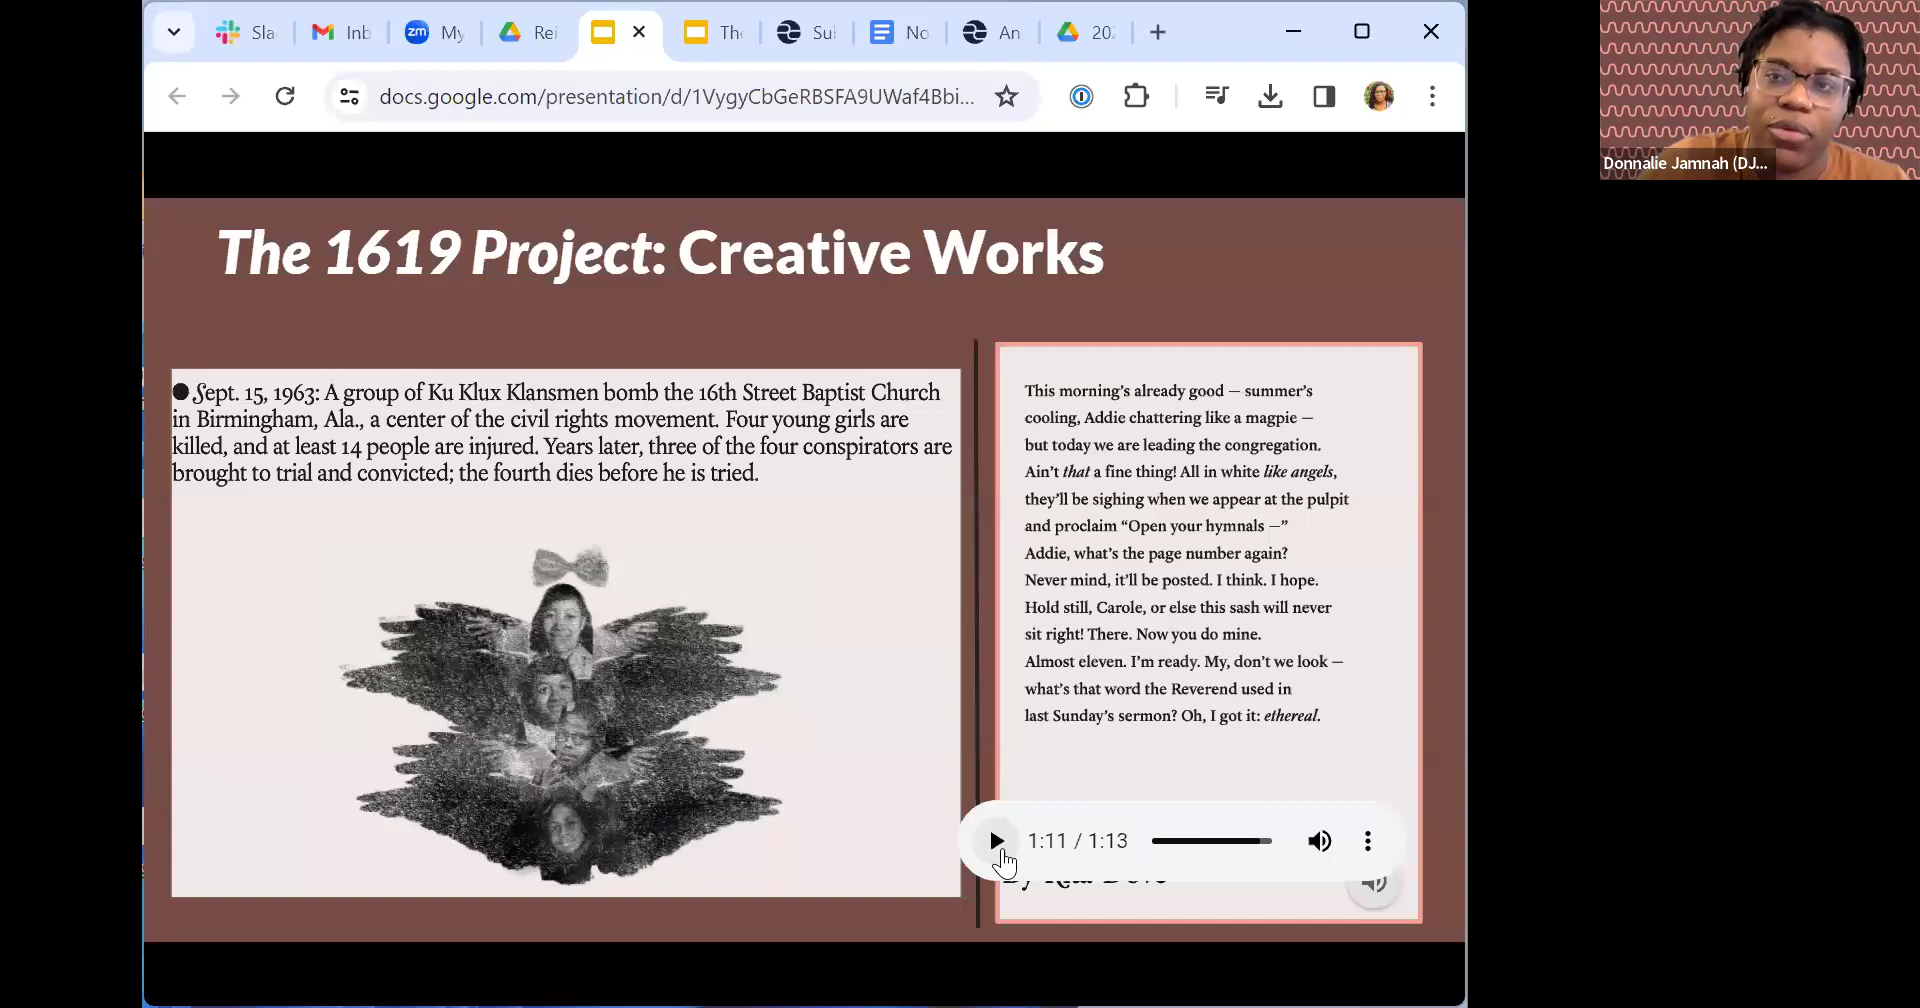 Sla
Inb
My
Rei
The
Sul
No
An
202
docs.google.com/presentation/d/1VygyCbGeRBSFA9UWaf4Bbi...
Donnalie Jamnah (DJ...
The 1619 Project: Creative Works
Sept. 15, 1963: A group of Ku Klux Klansmen bomb the 16th Street Baptist Church
in Birmingham, Ala., a center of the civil rights movement. Four young girls are
killed, and at least 14 people are injured. Years later, three of the four conspirators are
brought to trial and convicted; the fourth dies before he is tried.
This morning’s already good — summer’s
cooling, Addie chattering like a magpie —
but today we are leading the congregation.
Ain’t that a fine thing! All in white like angels,
they’ll be sighing when we appear at the pulpit
and proclaim “Open your hymnals —”
Addie, what’s the page number again?
Never mind, it’ll be posted. I think. I hope.
Hold still, Carole, or else this sash will never
sit right! There. Now you do mine.
Almost eleven. I’m ready. My, don’t we look —
what’s that word the Reverend used in
last Sunday’s sermon? Oh, I got it: ethereal.
1:11 / 1:13
By Rita Dove